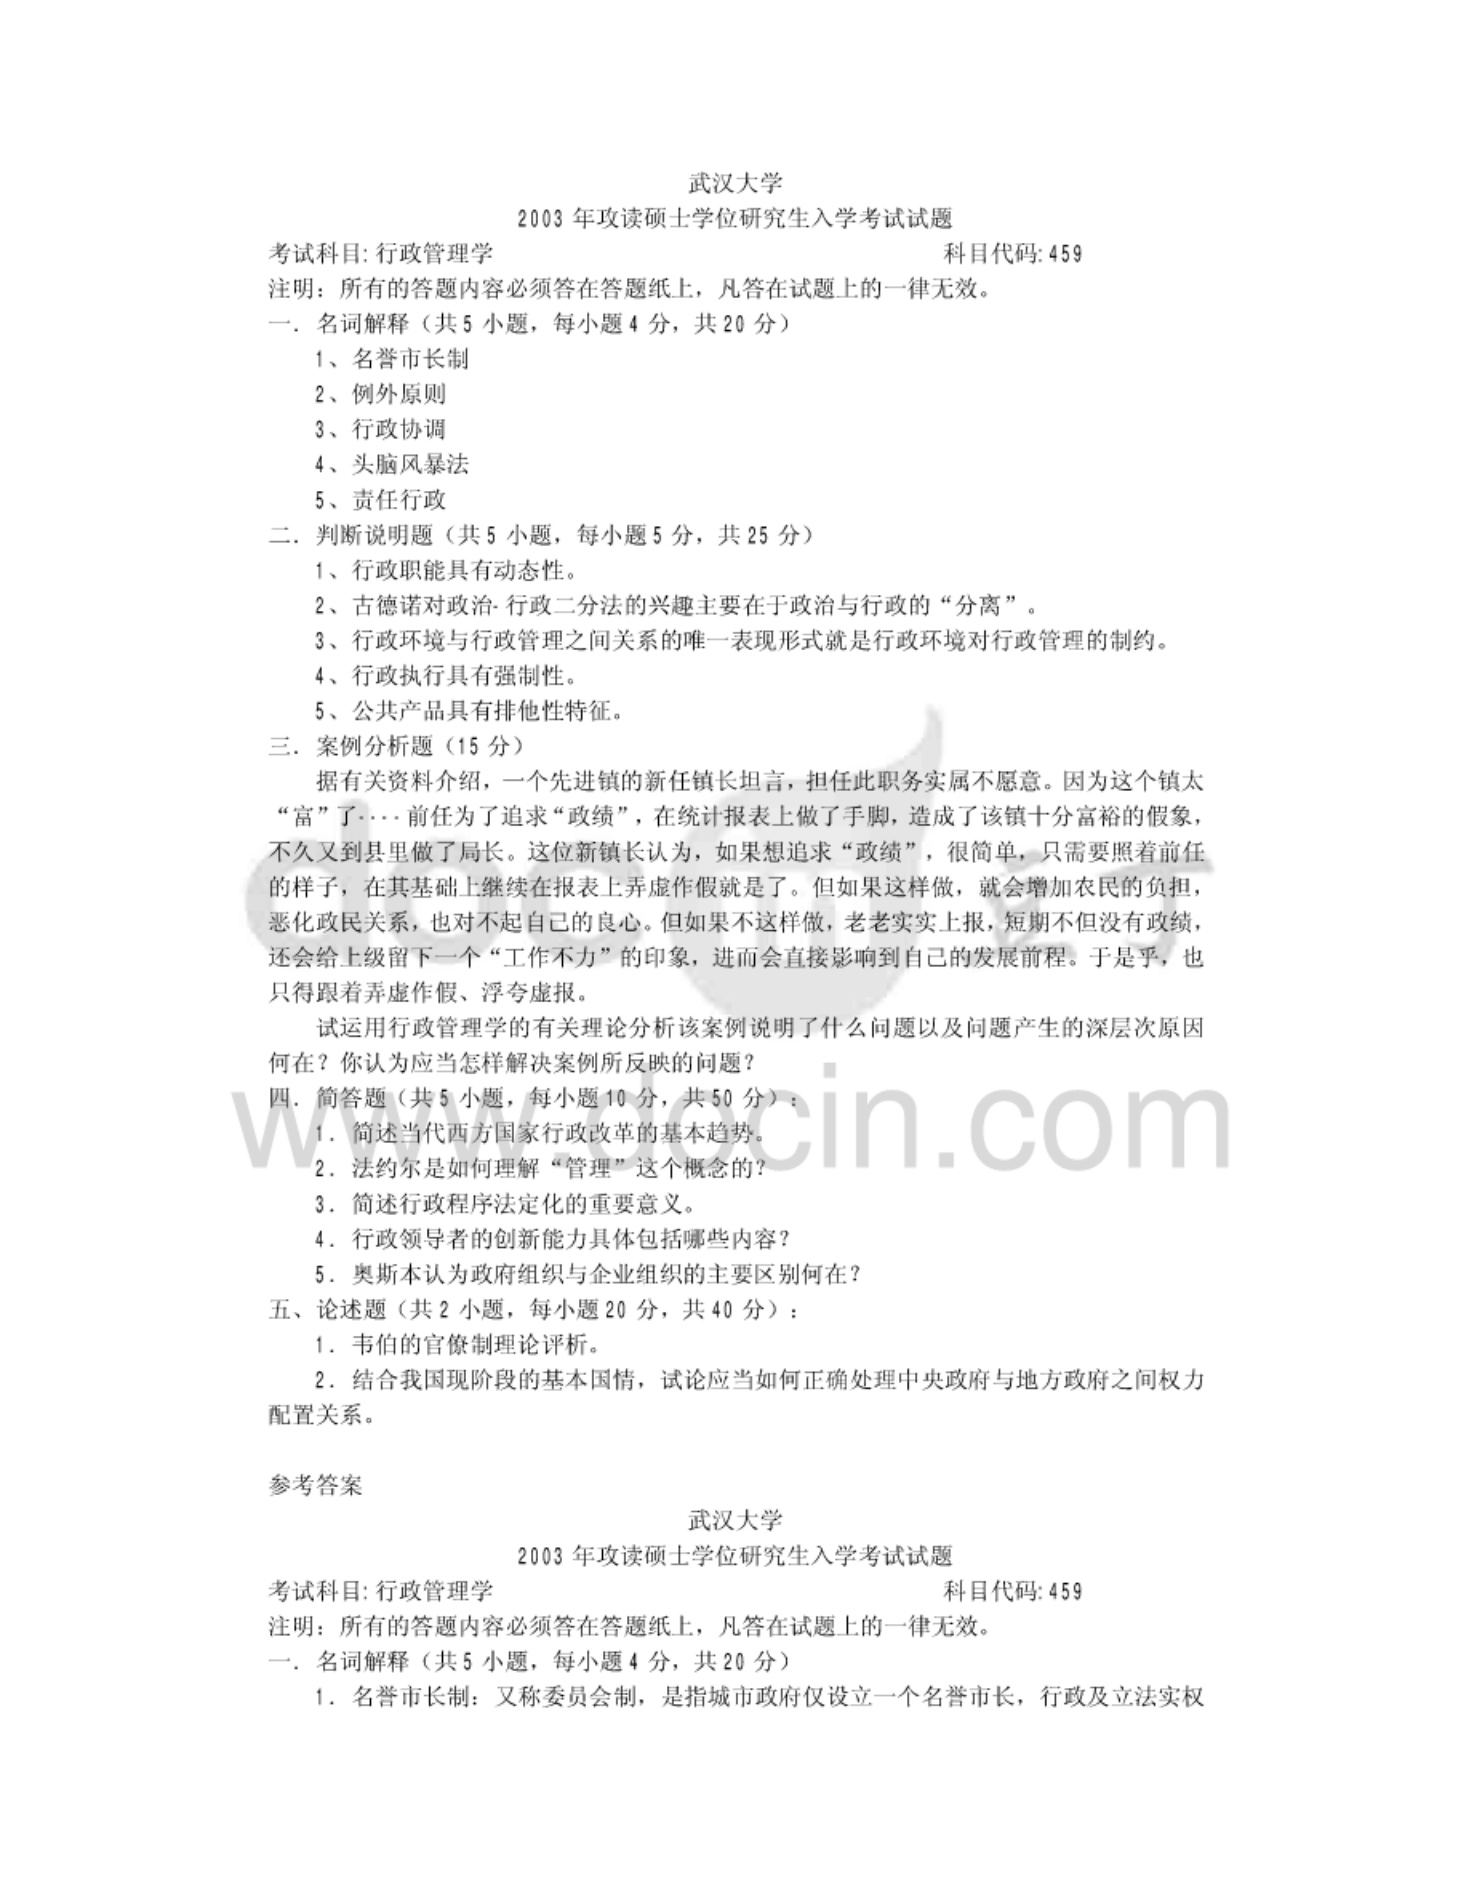 武汉大学
2003 年攻读硕士学位研究生入学考试试题
考试科目: 行政管理学 科目代码: 459
注明：所有的答题内容必须答在答题纸上，凡答在试题上的一律无效。
一．名词解释（共 5 小题，每小题 4 分，共 20 分）
1、名誉市长制
2、例外原则
3、行政协调
4、头脑风暴法
5、责任行政
二．判断说明题（共 5 小题，每小题 5 分，共 25 分）
1、行政职能具有动态性。
2、古德诺对政治- 行政二分法的兴趣主要在于政治与行政的“分离”。
3、行政环境与行政管理之间关系的唯一表现形式就是行政环境对行政管理的制约。
4、行政执行具有强制性。
5、公共产品具有排他性特征。
三．案例分析题（15 分）
据有关资料介绍，一个先进镇的新任镇长坦言，担任此职务实属不愿意。因为这个镇太
“富”了····前任为了追求“政绩”，在统计报表上做了手脚，造成了该镇十分富裕的假象，
不久又到县里做了局长。这位新镇长认为，如果想追求“政绩”，很简单，只需要照着前任
的样子，在其基础上继续在报表上弄虚作假就是了。但如果这样做，就会增加农民的负担，
恶化政民关系，也对不起自己的良心。但如果不这样做，老老实实上报，短期不但没有政绩，
还会给上级留下一个“工作不力”的印象，进而会直接影响到自己的发展前程。于是乎，也
只得跟着弄虚作假、浮夸虚报。
试运用行政管理学的有关理论分析该案例说明了什么问题以及问题产生的深层次原因
何在？你认为应当怎样解决案例所反映的问题？
四．简答题（共 5 小题，每小题 10 分，共 50 分）：
1．简述当代西方国家行政改革的基本趋势。
2．法约尔是如何理解“管理”这个概念的？
3．简述行政程序法定化的重要意义。
4．行政领导者的创新能力具体包括哪些内容？
5．奥斯本认为政府组织与企业组织的主要区别何在？
五、论述题（共 2 小题，每小题 20 分，共 40 分）：
1．韦伯的官僚制理论评析。
2．结合我国现阶段的基本国情，试论应当如何正确处理中央政府与地方政府之间权力
配置关系。
参考答案
武汉大学
2003 年攻读硕士学位研究生入学考试试题
考试科目: 行政管理学 科目代码: 459
注明：所有的答题内容必须答在答题纸上，凡答在试题上的一律无效。
一．名词解释（共 5 小题，每小题 4 分，共 20 分）
1．名誉市长制：又称委员会制，是指城市政府仅设立一个名誉市长，行政及立法实权
docin 豆丁
www.docin.com